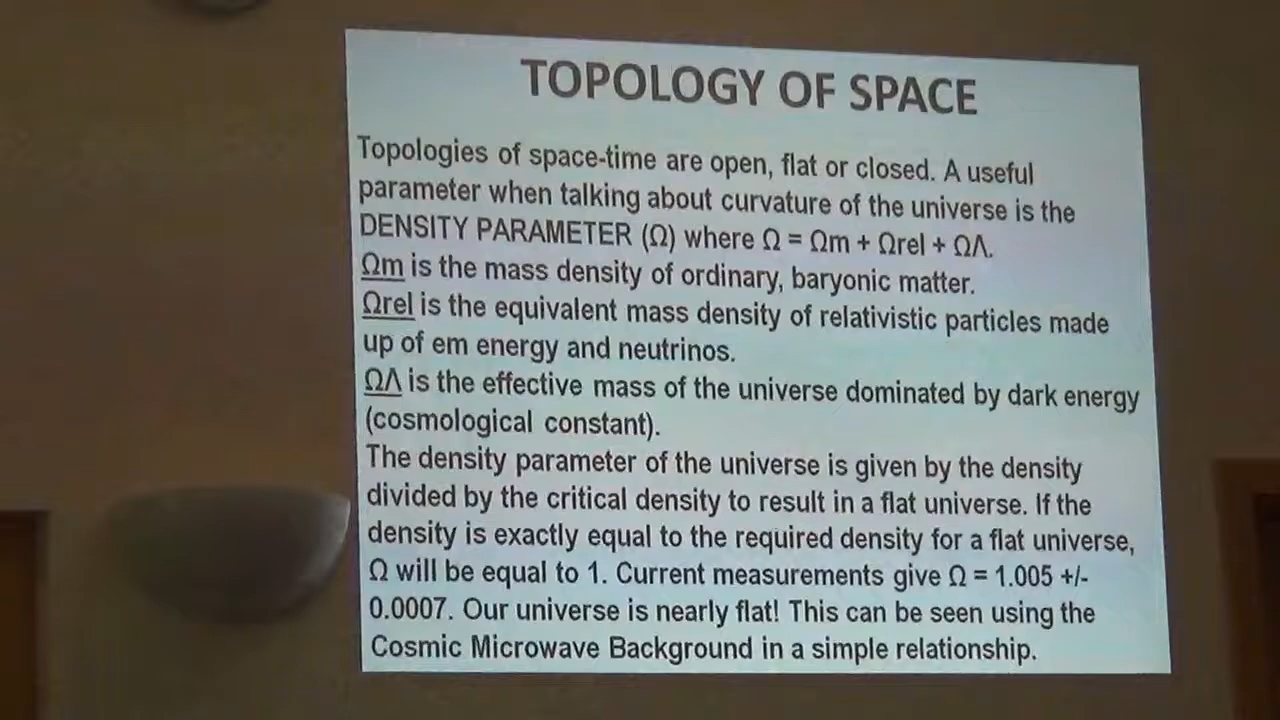 TOPOLOGY OF SPACE
Topologies of space-time are open, flat or closed. A useful
parameter when talking about curvature of the universe is the
DENSITY PARAMETER (Ω) where Ω = Ωm + Ωrel + ΩΛ.
Ωm is the mass density of ordinary, baryonic matter.
Ωrel is the equivalent mass density of relativistic particles made
up of em energy and neutrinos.
ΩΛ is the effective mass of the universe dominated by dark energy
(cosmological constant).
The density parameter of the universe is given by the density
divided by the critical density to result in a flat universe. If the
density is exactly equal to the required density for a flat universe,
Ω will be equal to 1. Current measurements give Ω = 1.005 +/-
0.0007. Our universe is nearly flat! This can be seen using the
Cosmic Microwave Background in a simple relationship.